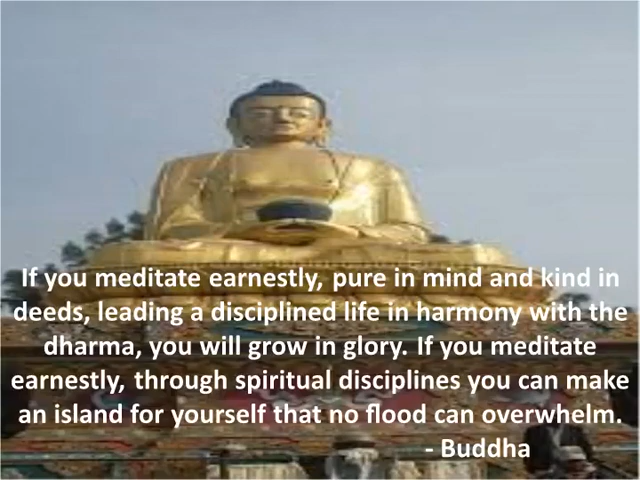 If you meditate earnestly, pure in mind and kind in
deeds, leading a disciplined life in harmony with the
dharma, you will grow in glory. If you meditate
earnestly, through spiritual disciplines you can make
an island for yourself that no flood can overwhelm.
- Buddha